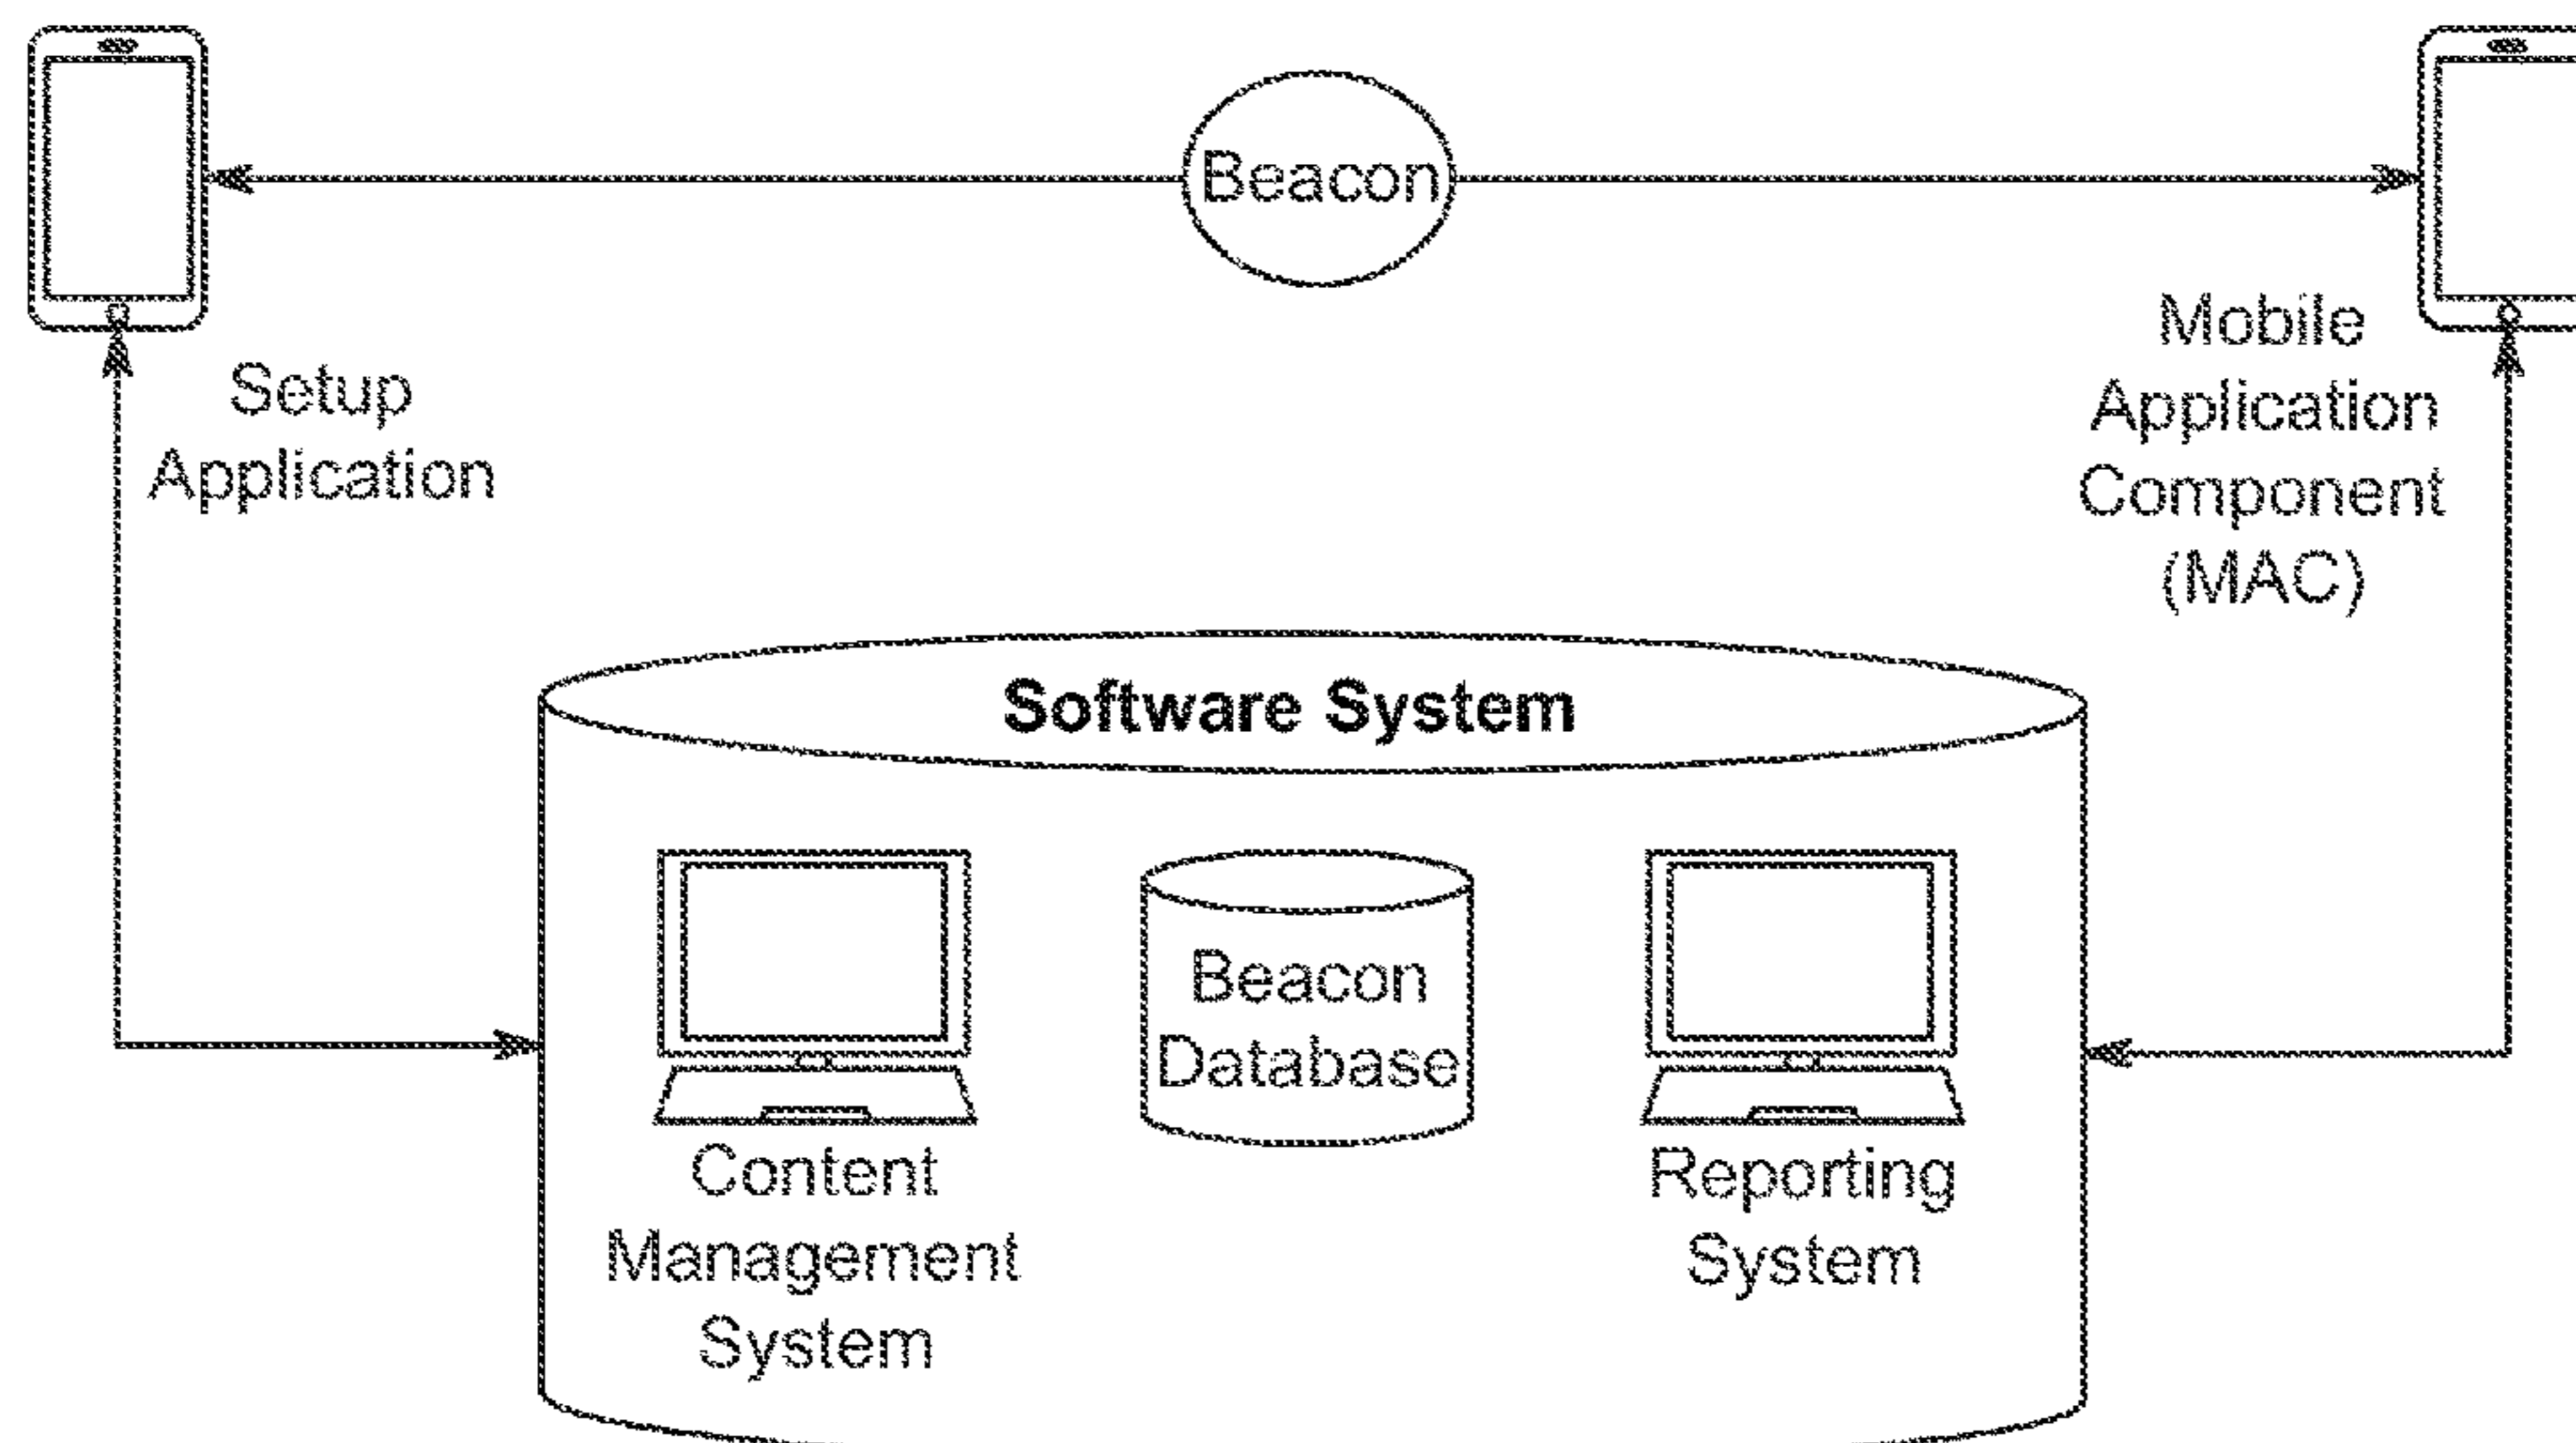 Beacon
Setup
Application
Mobile
Application
Component
(MAC)
Software System
Beacon
Database
Content
Management
System
Reporting
System